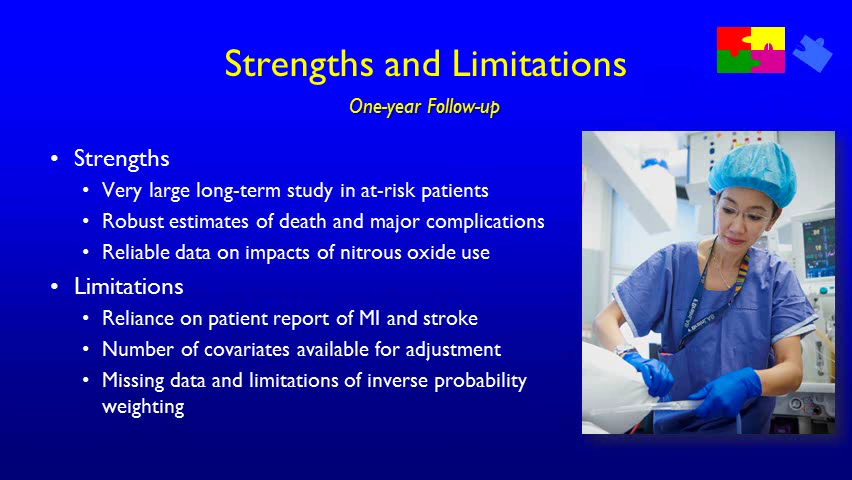 Strengths and Limitations
One-year Follow-up
• Strengths
• Very large long-term study in at-risk patients
• Robust estimates of death and major complications
• Reliable data on impacts of nitrous oxide use
• Limitations
• Reliance on patient report of MI and stroke
• Number of covariates available for adjustment
• Missing data and limitations of inverse probability
weighting